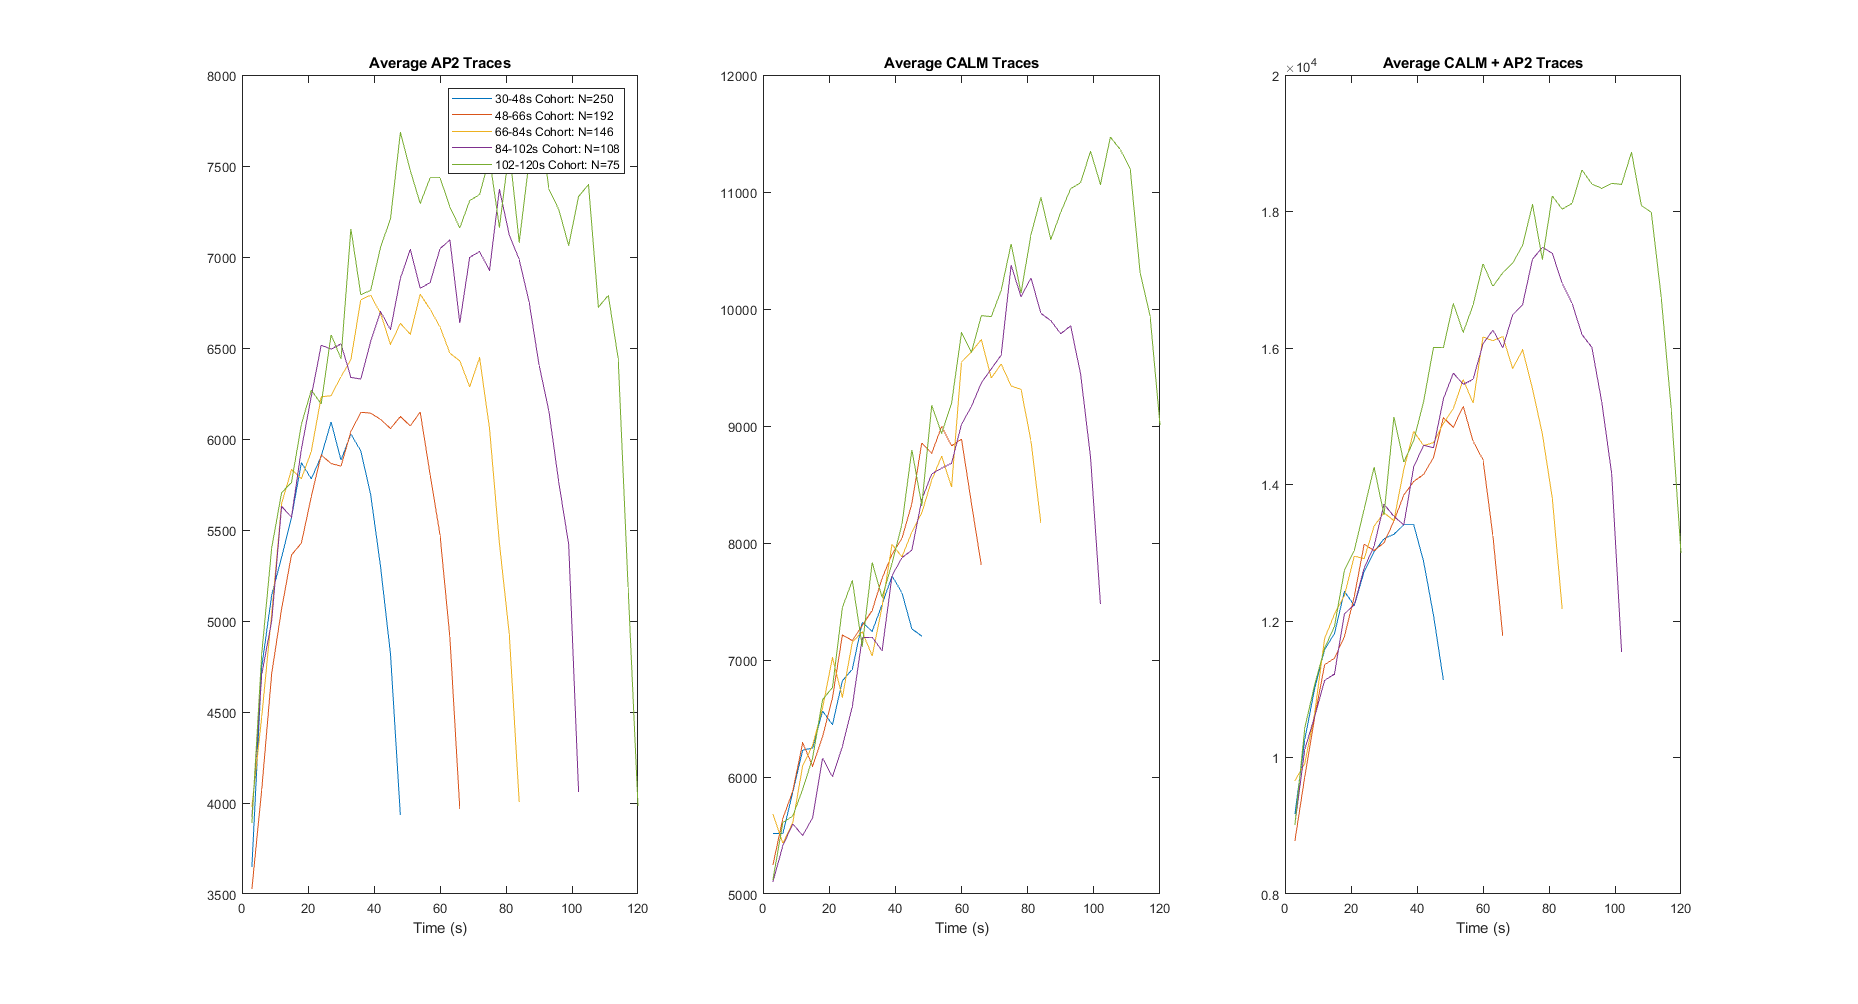 Average AP2 Traces
8000
7500
7000
6500
6000
5500
5000
4500
4000
3500
0 20 40 60 80 100 120
Time (s)
30-48s Cohort: N=250
48-66s Cohort: N=192
66-84s Cohort: N=146
84-102s Cohort: N=108
102-120s Cohort: N=75
Average CALM Traces
12000
11000
10000
9000
8000
7000
6000
5000
0 20 40 60 80 100 120
Time (s)
Average CALM + AP2 Traces
×10⁴
2
1.8
1.6
1.4
1.2
1
0.8
0 20 40 60 80 100 120
Time (s)